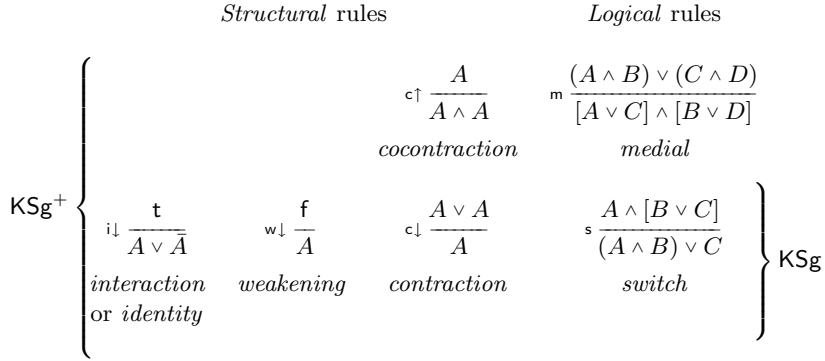 Structural rules Logical rules
c↑ A / A ∧ A
m (A ∧ B) ∨ (C ∧ D) / [A ∨ C] ∧ [B ∨ D]
cocontraction medial
KSg⁺
i↓ t / A ∨ Ā
w↓ f / A
c↓ A ∨ A / A
s A ∧ [B ∨ C] / (A ∧ B) ∨ C
KSg
interaction weakening contraction switch
or identity